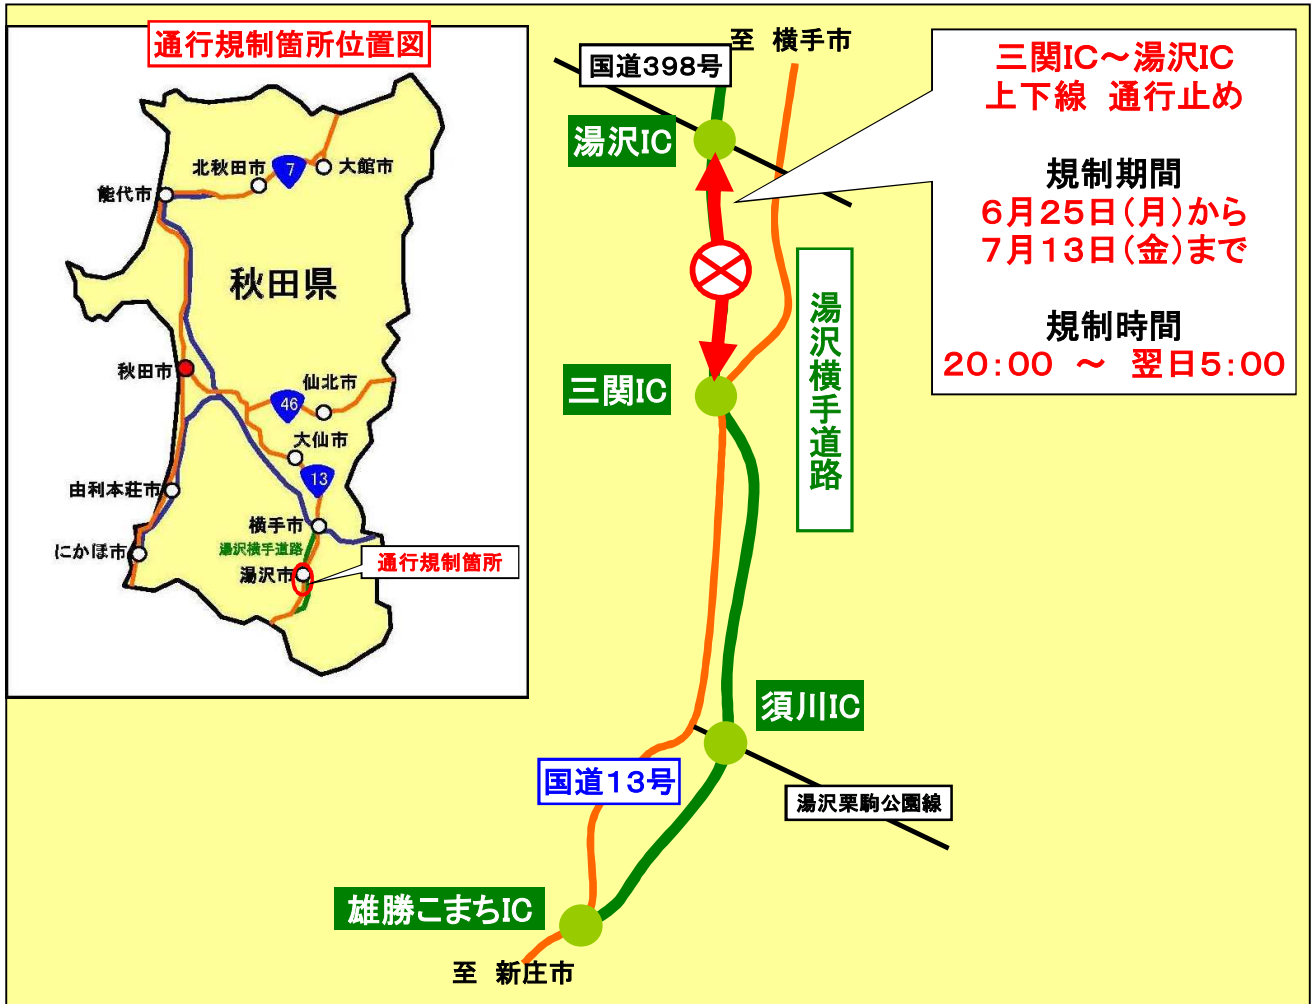 通行規制箇所位置図
北秋田市
7
大館市
能代市
秋田県
秋田市
仙北市
46
大仙市
13
由利本荘市
横手市
湯沢横手道路
にかほ市
湯沢市
通行規制箇所
至 横手市
国道398号
湯沢IC
三関IC
湯沢横手道路
須川IC
国道13号
湯沢栗駒公園線
雄勝こまちIC
至 新庄市
三関IC～湯沢IC
上下線 通行止め
規制期間
6月25日(月)から
7月13日(金)まで
規制時間
20:00 ～ 翌日5:00